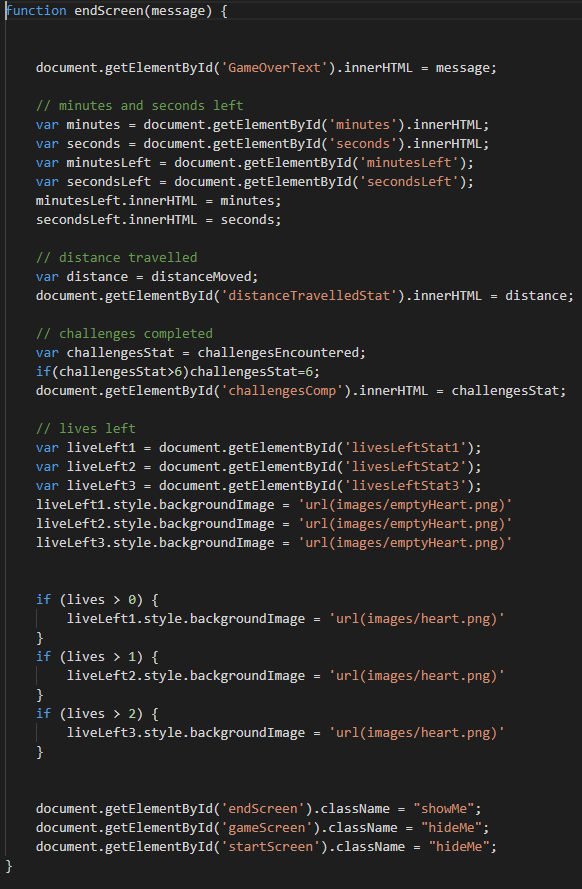 function endScreen(message) {
document.getElementById('GameOverText').innerHTML = message;
// minutes and seconds left
var minutes = document.getElementById('minutes').innerHTML;
var seconds = document.getElementById('seconds').innerHTML;
var minutesLeft = document.getElementById('minutesLeft');
var secondsLeft = document.getElementById('secondsLeft');
minutesLeft.innerHTML = minutes;
secondsLeft.innerHTML = seconds;
// distance travelled
var distance = distanceMoved;
document.getElementById('distanceTravelledStat').innerHTML = distance;
// challenges completed
var challengesStat = challengesEncountered;
if(challengesStat>6)challengesStat=6;
document.getElementById('challengesComp').innerHTML = challengesStat;
// lives left
var liveLeft1 = document.getElementById('livesLeftStat1');
var liveLeft2 = document.getElementById('livesLeftStat2');
var liveLeft3 = document.getElementById('livesLeftStat3');
liveLeft1.style.backgroundImage = 'url(images/emptyHeart.png)'
liveLeft2.style.backgroundImage = 'url(images/emptyHeart.png)'
liveLeft3.style.backgroundImage = 'url(images/emptyHeart.png)'
if (lives > 0) {
liveLeft1.style.backgroundImage = 'url(images/heart.png)'
}
if (lives > 1) {
liveLeft2.style.backgroundImage = 'url(images/heart.png)'
}
if (lives > 2) {
liveLeft3.style.backgroundImage = 'url(images/heart.png)'
}
document.getElementById('endScreen').className = "showMe";
document.getElementById('gameScreen').className = "hideMe";
document.getElementById('startScreen').className = "hideMe";
}